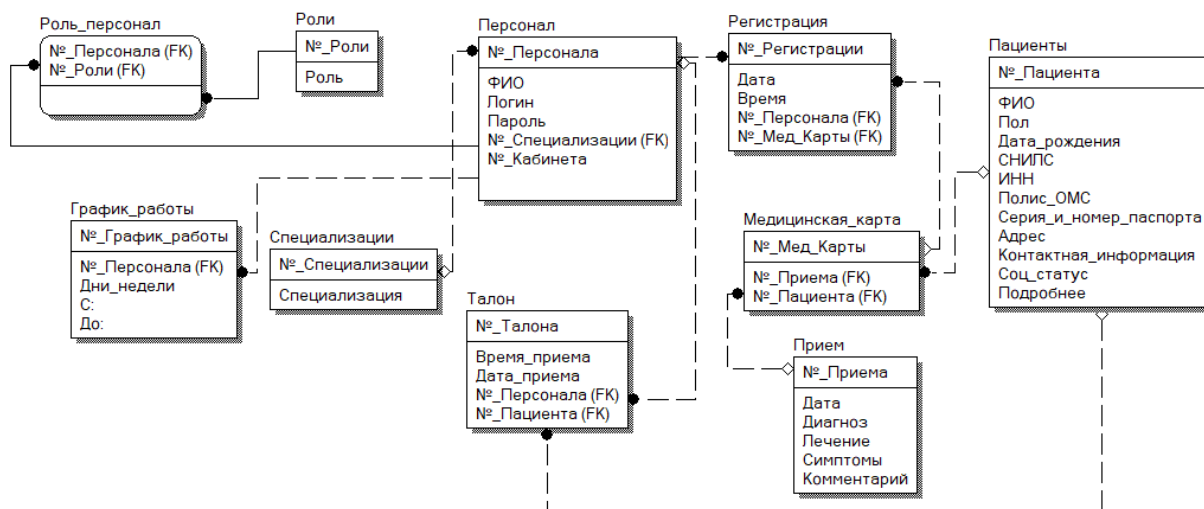 Роль_персонал
№_Персонала (FK)
№_Роли (FK)
Роли
№_Роли
Роль
Персонал
№_Персонала
ФИО
Логин
Пароль
№_Специализации (FK)
№_Кабинета
Регистрация
№_Регистрации
Дата
Время
№_Персонала (FK)
№_Мед_Карты (FK)
Пациенты
№_Пациента
ФИО
Пол
Дата_рождения
СНИПС
ИНН
Полис_ОМС
Серия_и_номер_паспорта
Адрес
Контактная_информация
Соц_статус
Подробнее
График_работы
№_График_работы
№_Персонала (FK)
Дни_недели
С:
До:
Специализации
№_Специализации
Специализация
Талон
№_Талона
Время_приема
Дата_приема
№_Персонала (FK)
№_Пациента (FK)
Медицинская_карта
№_Мед_Карты
№_Приема (FK)
№_Пациента (FK)
Прием
№_Приема
Дата
Диагноз
Лечение
Симптомы
Комментарий